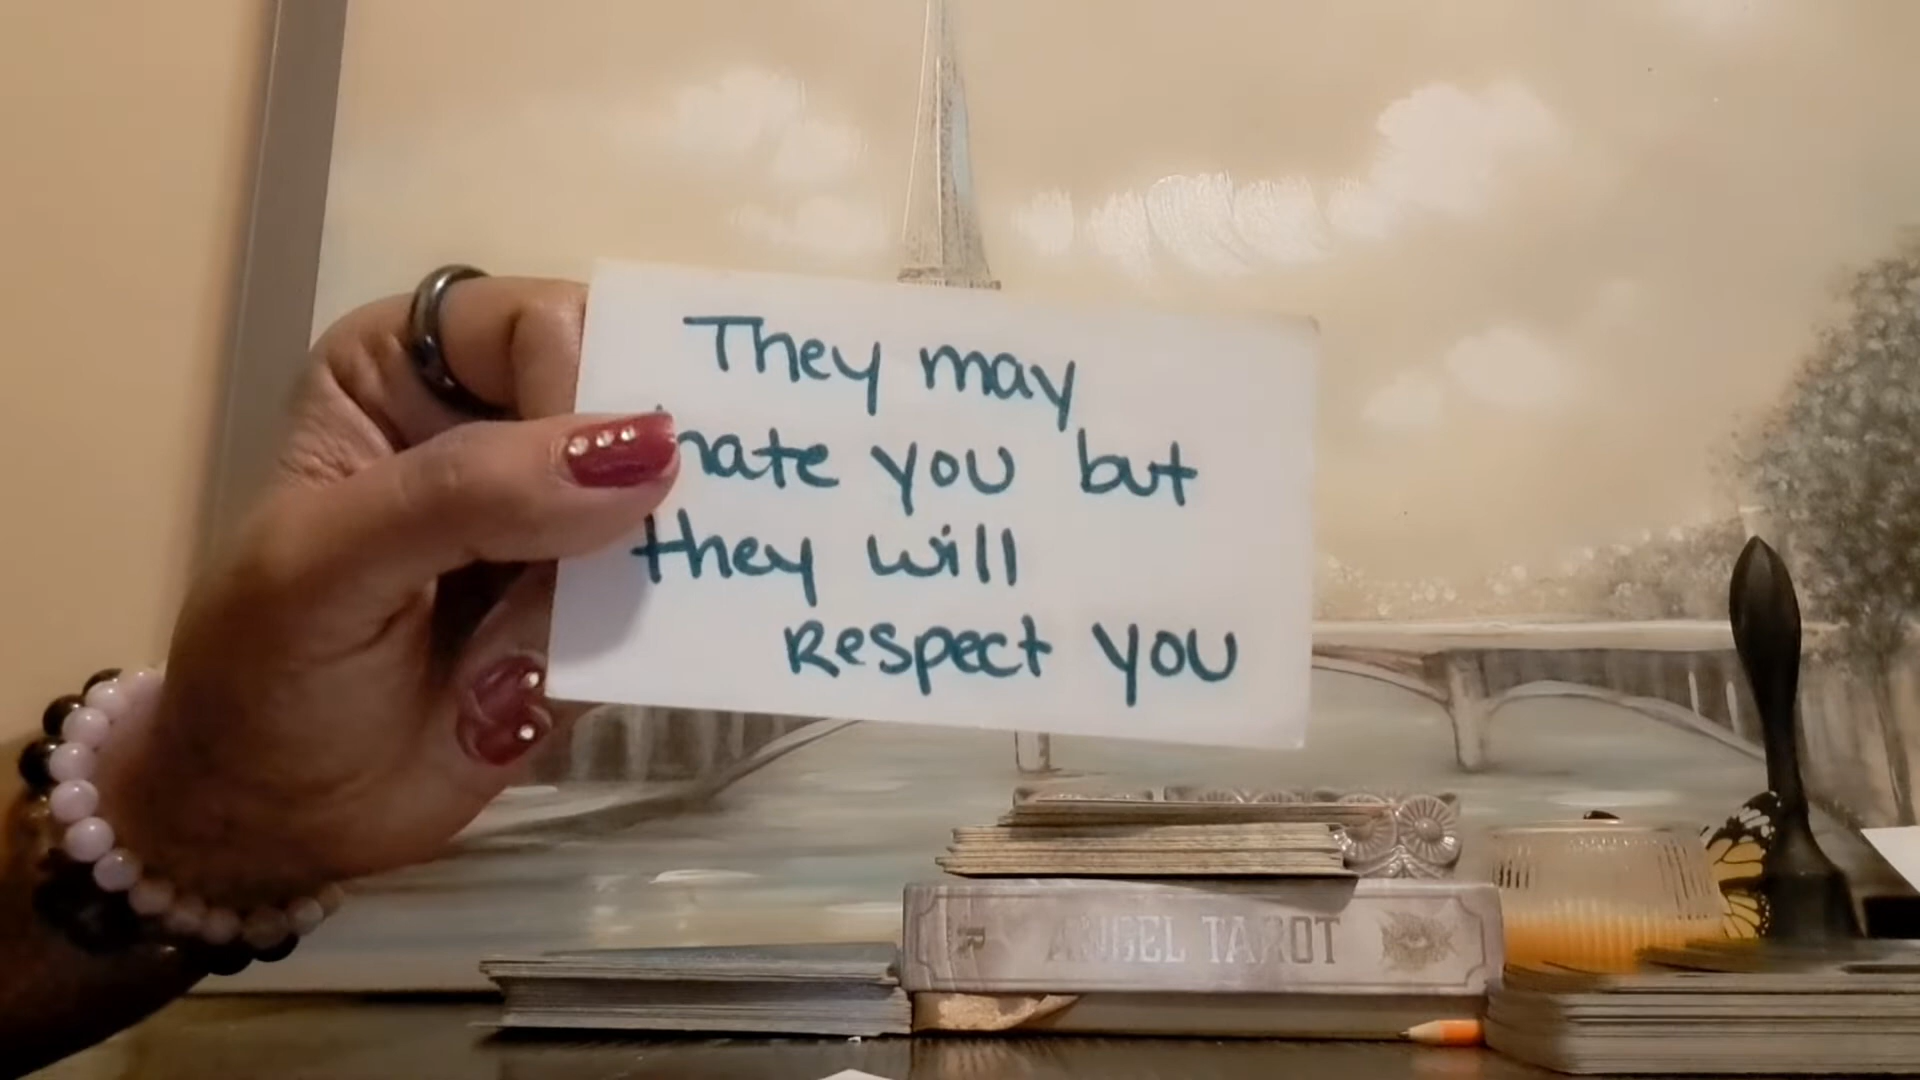 They may
hate you but
they will
Respect you
ANGEL TAROT